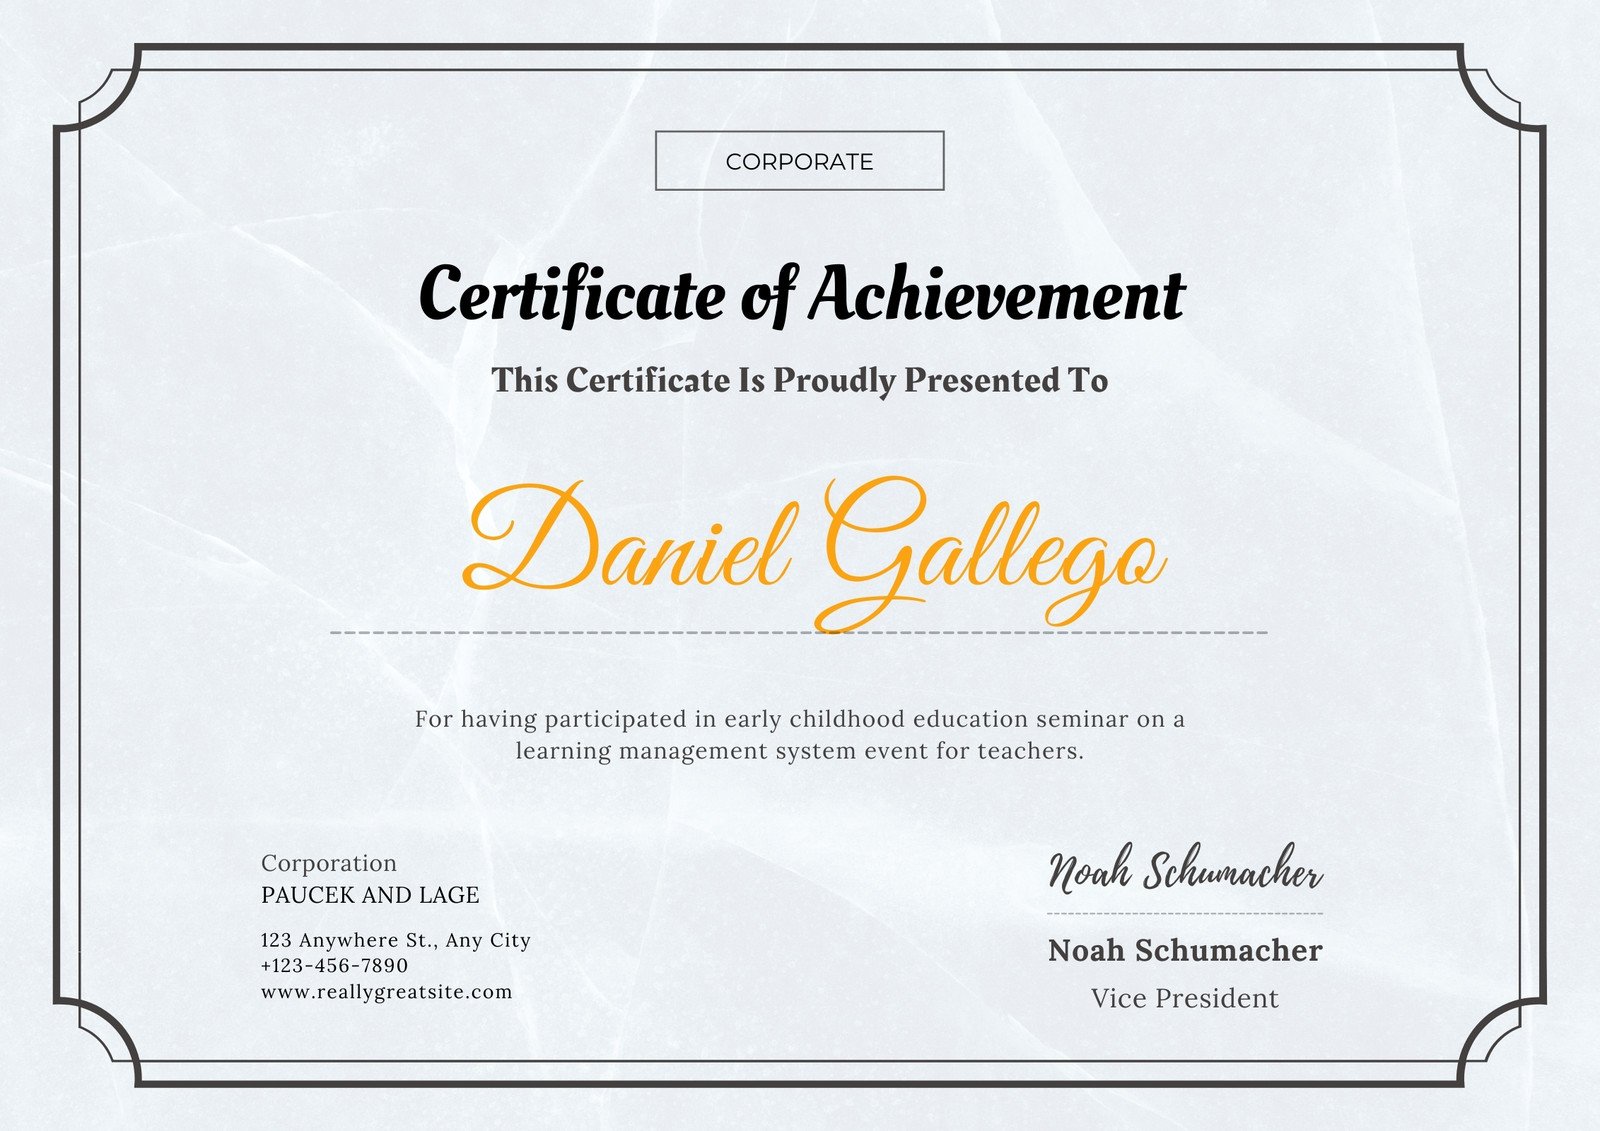 CORPORATE
Certificate of Achievement
This Certificate Is Proudly Presented To
Daniel Gallego
For having participated in early childhood education seminar on a
learning management system event for teachers.
Corporation
PAUCEK AND LAGE
123 Anywhere St., Any City
+123-456-7890
www.reallygreatsite.com
Noah Schumacher
Noah Schumacher
Vice President